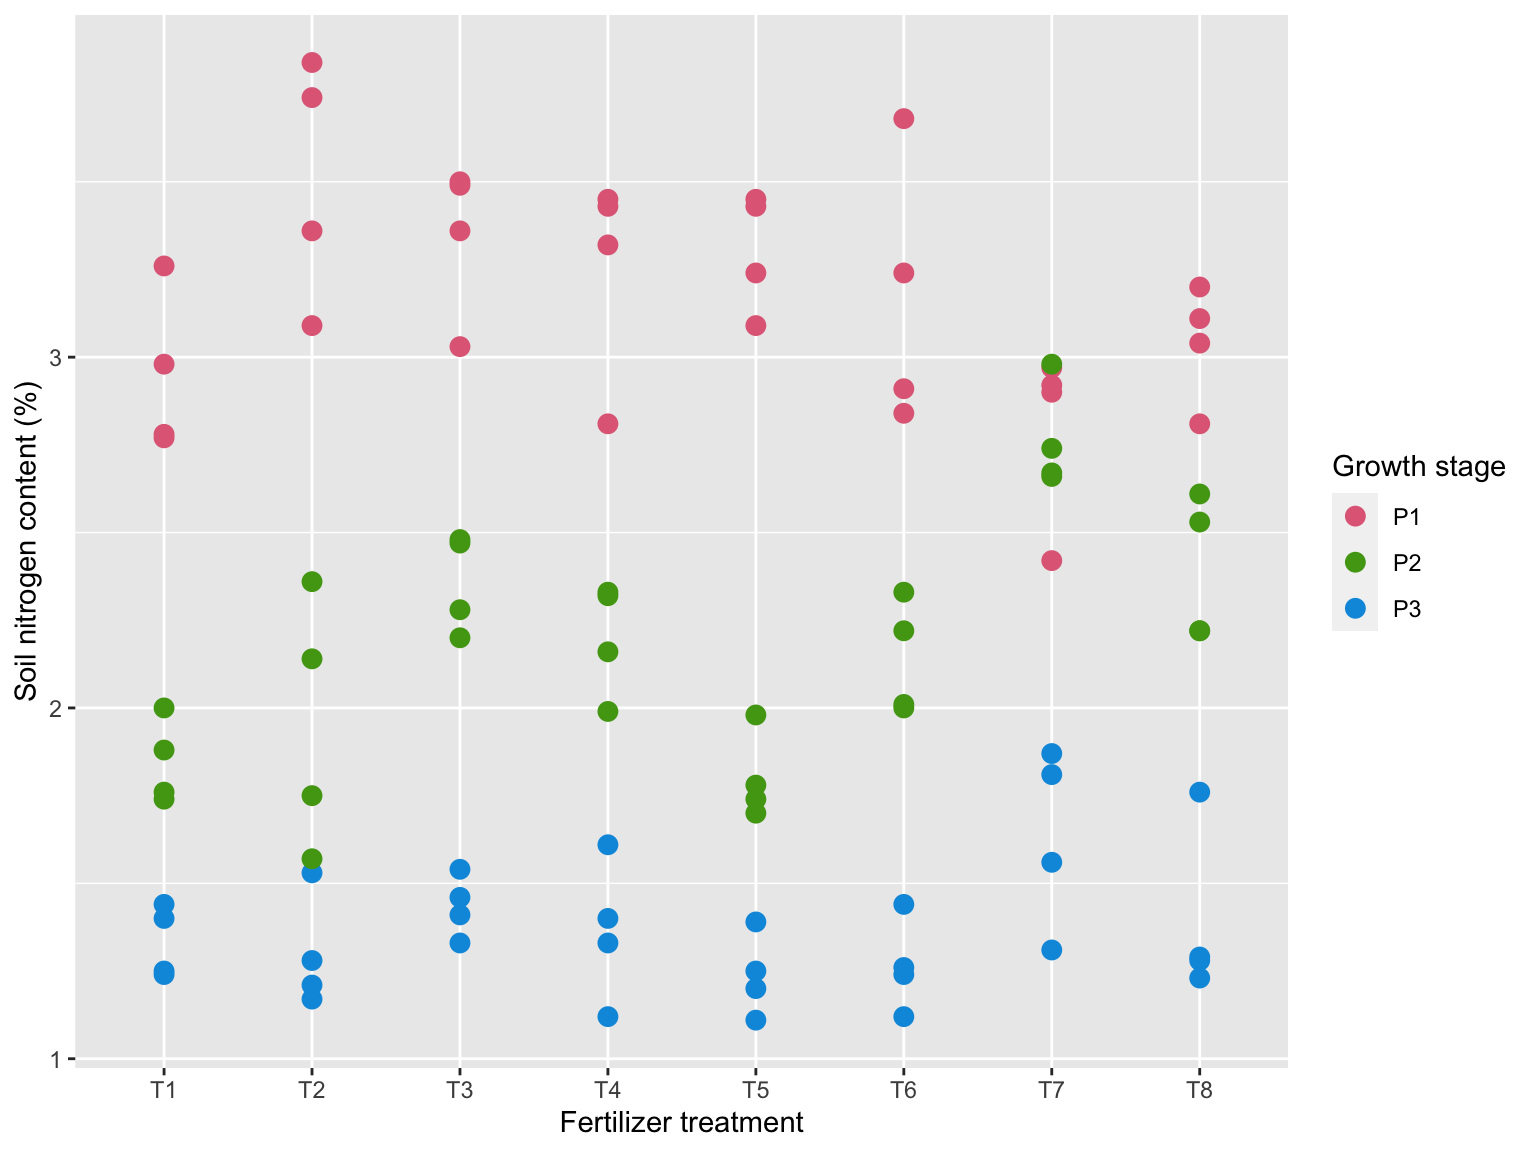 Soil nitrogen content (%)
3
2
1
T1 T2 T3 T4 T5 T6 T7 T8
Fertilizer treatment
Growth stage
P1
P2
P3